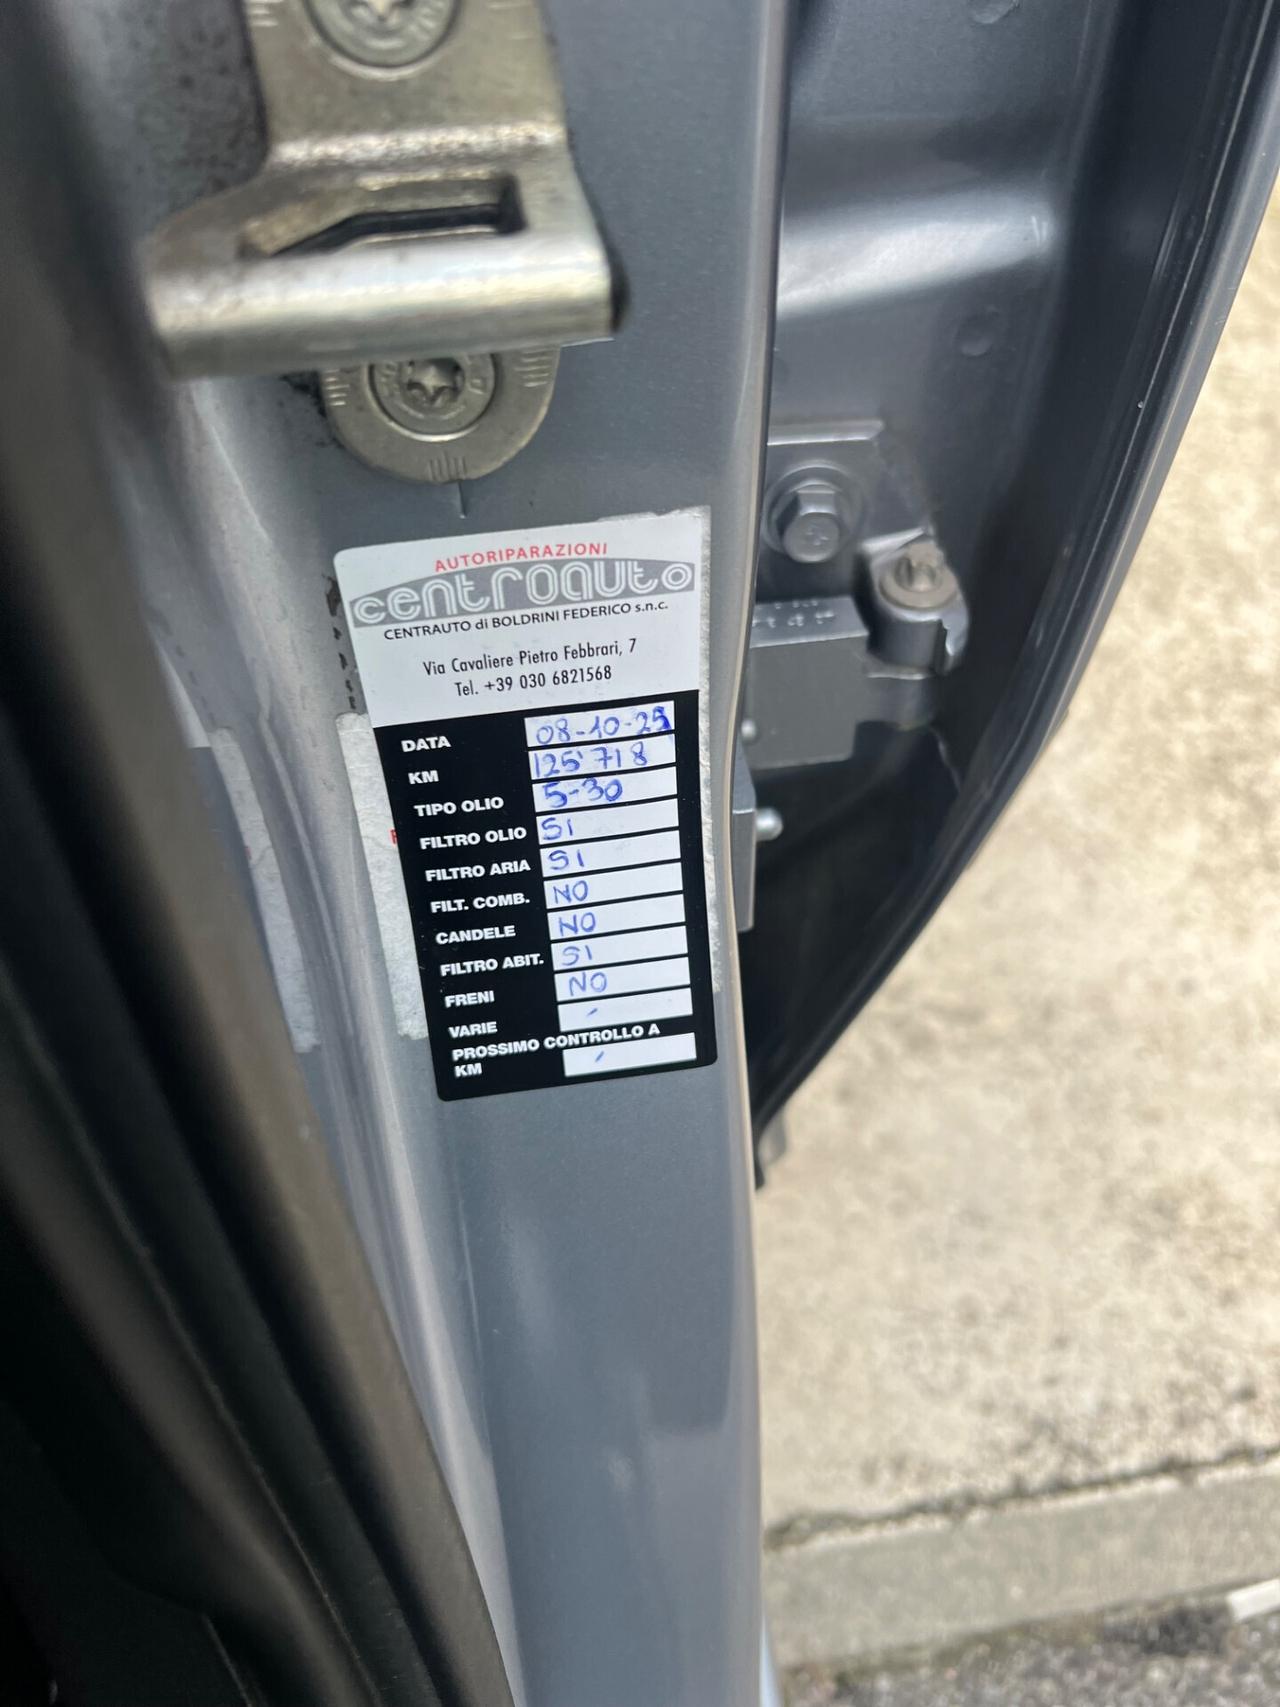 AUTORIPARAZIONI
centroauto
CENTRAUTO di BOLDRINI FEDERICO s.n.c.
Via Cavaliere Pietro Febbrari, 7
Tel. +39 030 6821568
DATA 08-10-25
KM 125'718
TIPO OLIO 5-30
FILTRO OLIO SI
FILTRO ARIA SI
FILT. COMB. NO
CANDELE NO
FILTRO ABIT. SI
FRENI NO
VARIE
PROSSIMO CONTROLLO A
KM